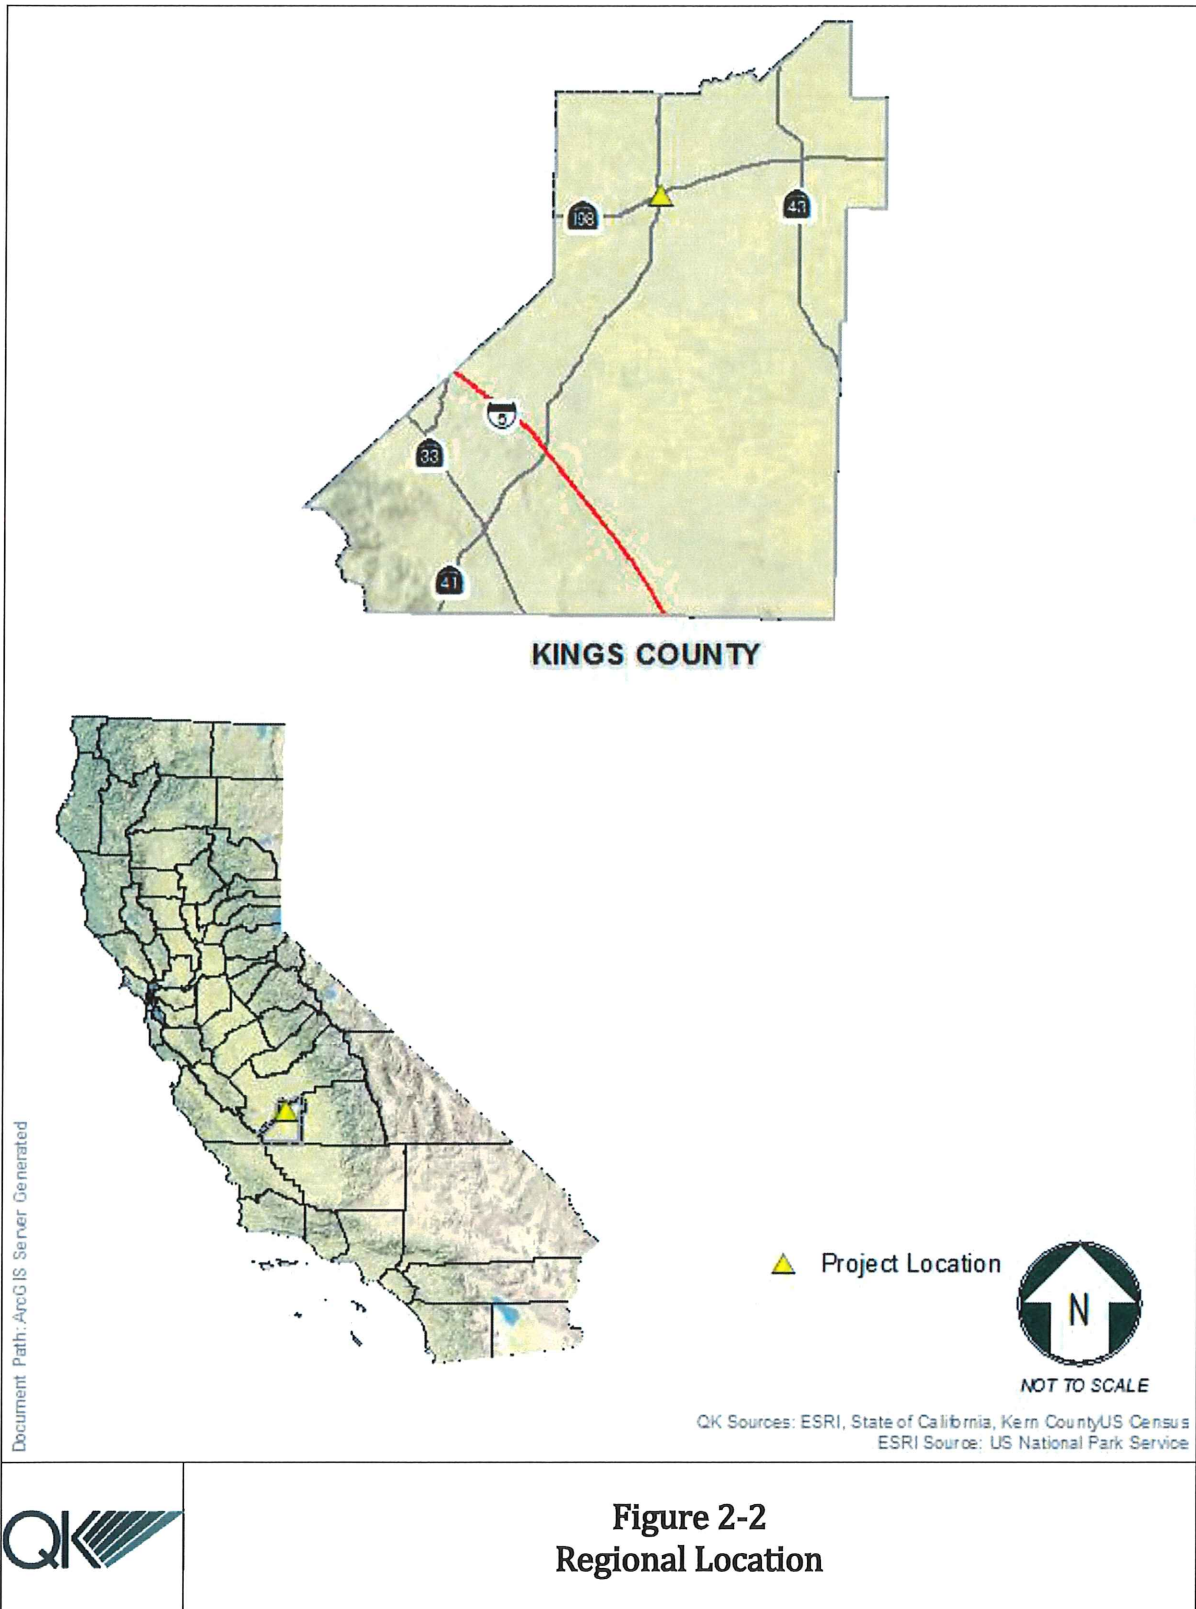 198
43
5
33
41
KINGS COUNTY
Project Location
N
NOT TO SCALE
QK Sources: ESRI, State of California, Kern CountyUS Census
ESRI Source: US National Park Service
Document Path: ArcGIS Server Generated
QK
Figure 2-2
Regional Location